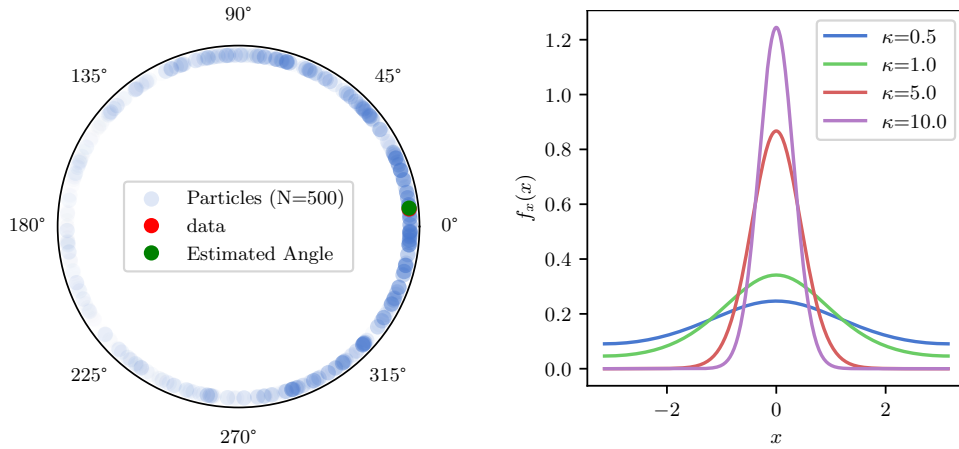 90°
135°
45°
180°
0°
225°
315°
270°
Particles (N=500)
data
Estimated Angle
1.2
1.0
0.8
0.6
0.4
0.2
0.0
−2
0
2
x
f_x(x)
κ=0.5
κ=1.0
κ=5.0
κ=10.0